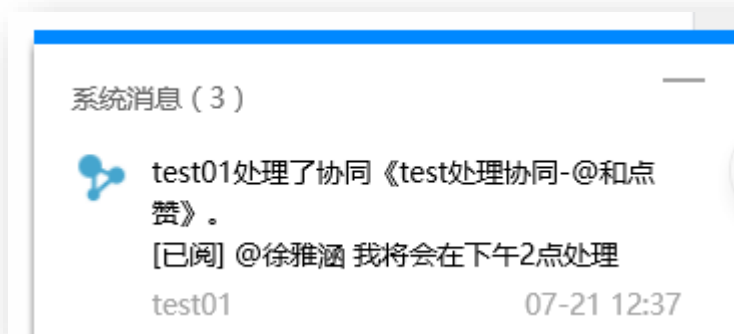 系统消息（3）
test01处理了协同《test处理协同-@和点
赞》。
[已阅] @徐雅涵 我将会在下午2点处理
test01 07-21 12:37